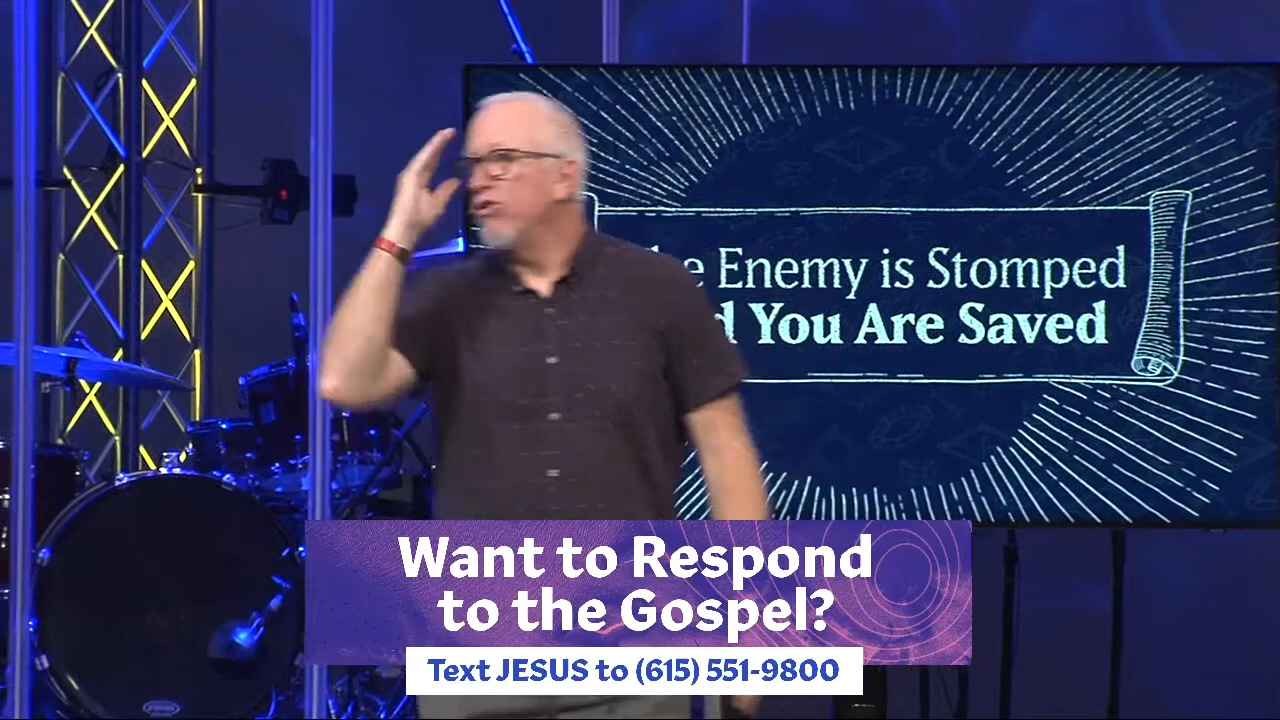 e Enemy is Stomped
d You Are Saved
Want to Respond
to the Gospel?
Text JESUS to (615) 551-9800